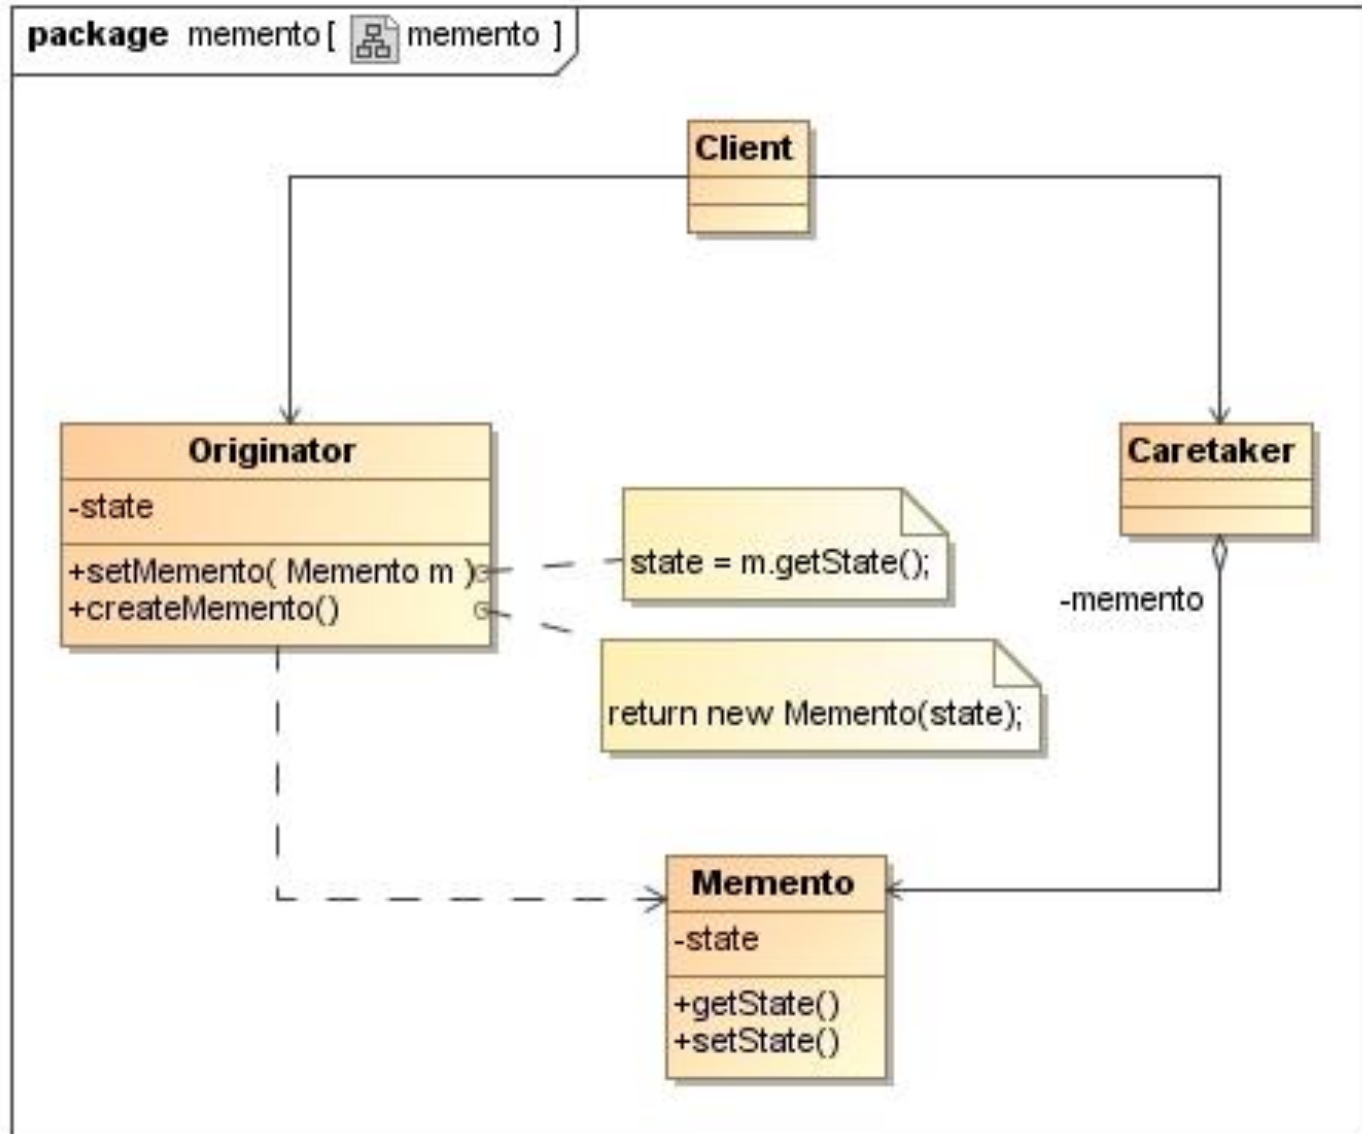 package memento [ memento ]
Client
Originator
-state
+setMemento( Memento m )
+createMemento()
state = m.getState();
return new Memento(state);
Caretaker
-memento
Memento
-state
+getState()
+setState()